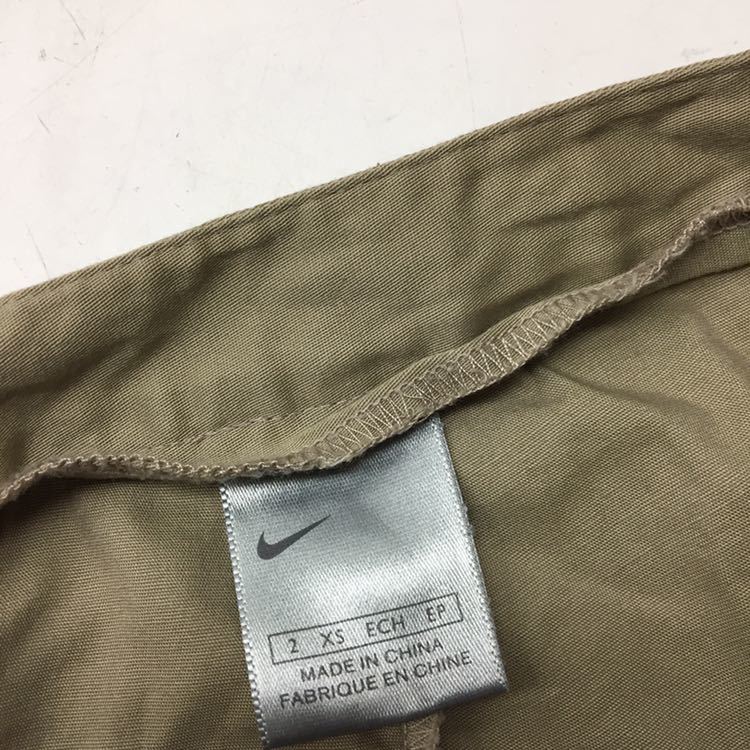 2 XS ECH EP
MADE IN CHINA
FABRIQUE EN CHINE